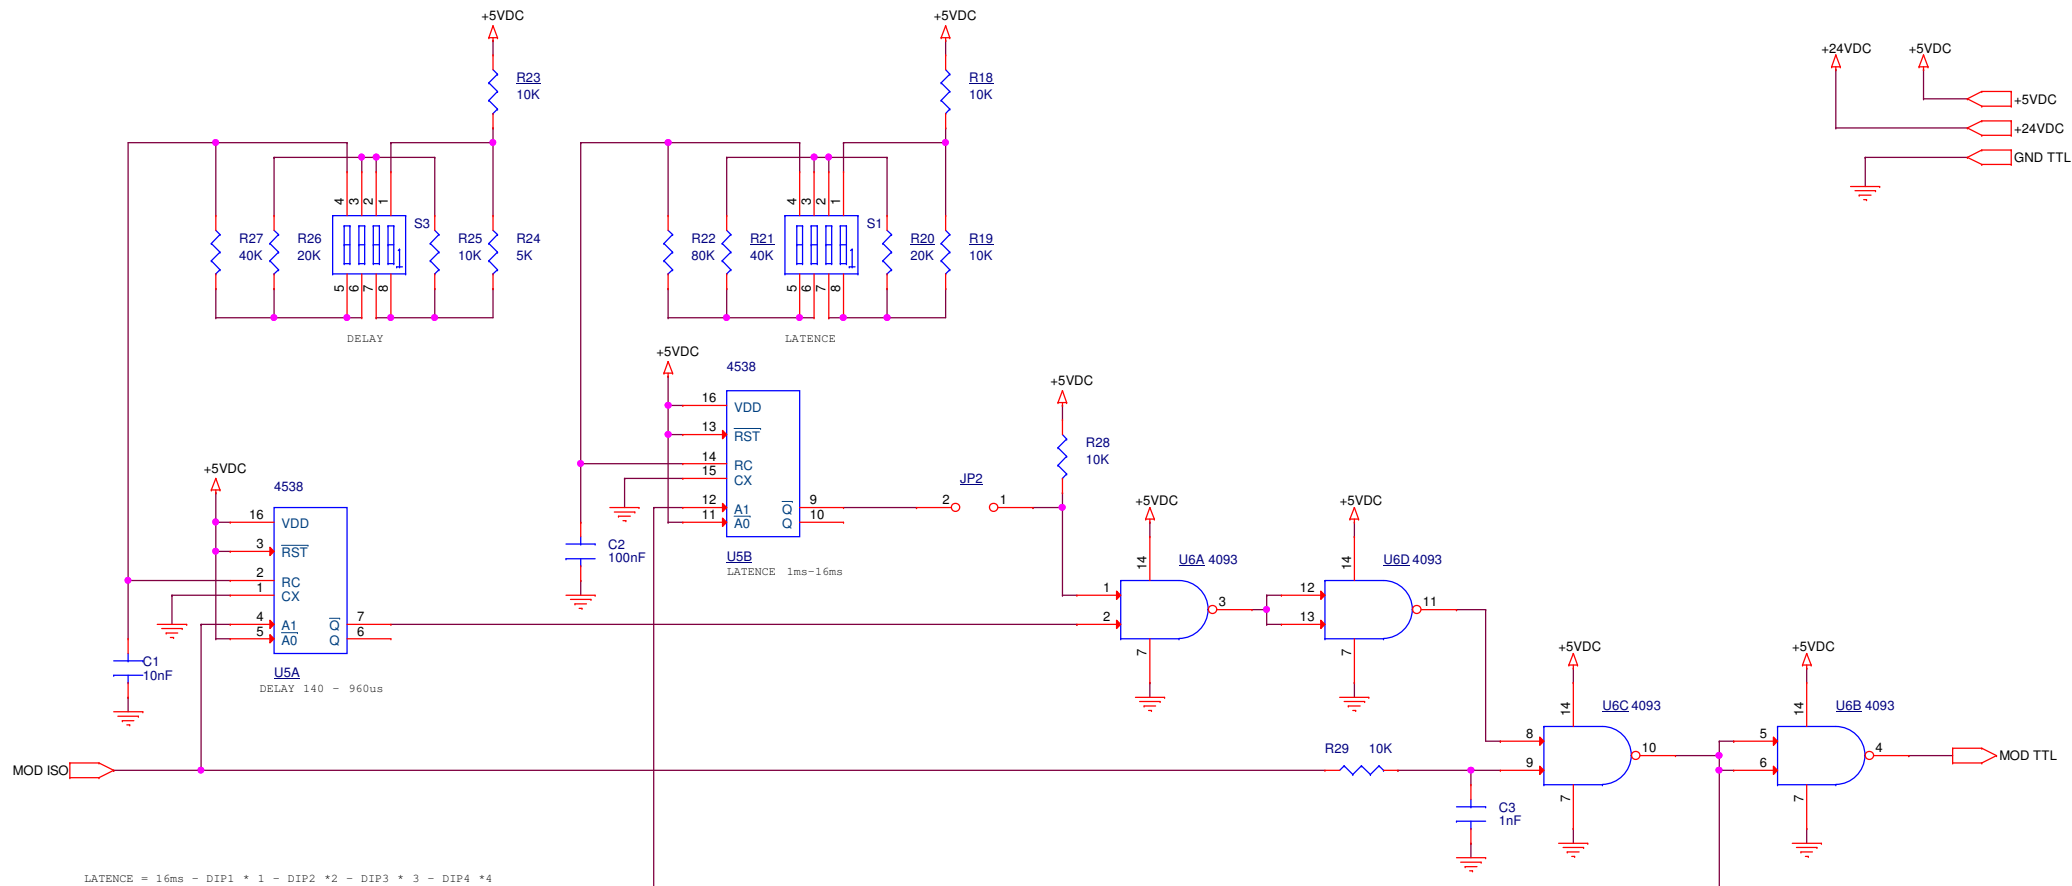 +5VDC
R23
10K
+5VDC
R18
10K
+24VDC
+5VDC
+5VDC
+24VDC
GND TTL
4 3 2 1
S3
R27
40K
R26
20K
R25
10K
R24
5K
5 6 7 8
DELAY
4 3 2 1
S1
R22
80K
R21
40K
R20
20K
R19
10K
5 6 7 8
LATENCE
+5VDC
4538
16 VDD
13 RST
14 RC
15 CX
12 A1 Q 9
11 A0 Q 10
U5B
LATENCE 1ms-16ms
C2
100nF
JP2
2 1
+5VDC
R28
10K
+5VDC
4538
16 VDD
3 RST
2 RC
1 CX
4 A1 Q 7
5 A0 Q 6
U5A
DELAY 140 - 960us
C1
10nF
+5VDC
14
U6A 4093
1
2
3
7
+5VDC
14
U6D 4093
12
13
11
7
+5VDC
14
U6C 4093
8
9
10
7
+5VDC
14
U6B 4093
5
6
4
7
MOD ISO
R29 10K
C3
1nF
MOD TTL
LATENCE = 16ms - DIP1 * 1 - DIP2 *2 - DIP3 * 3 - DIP4 *4